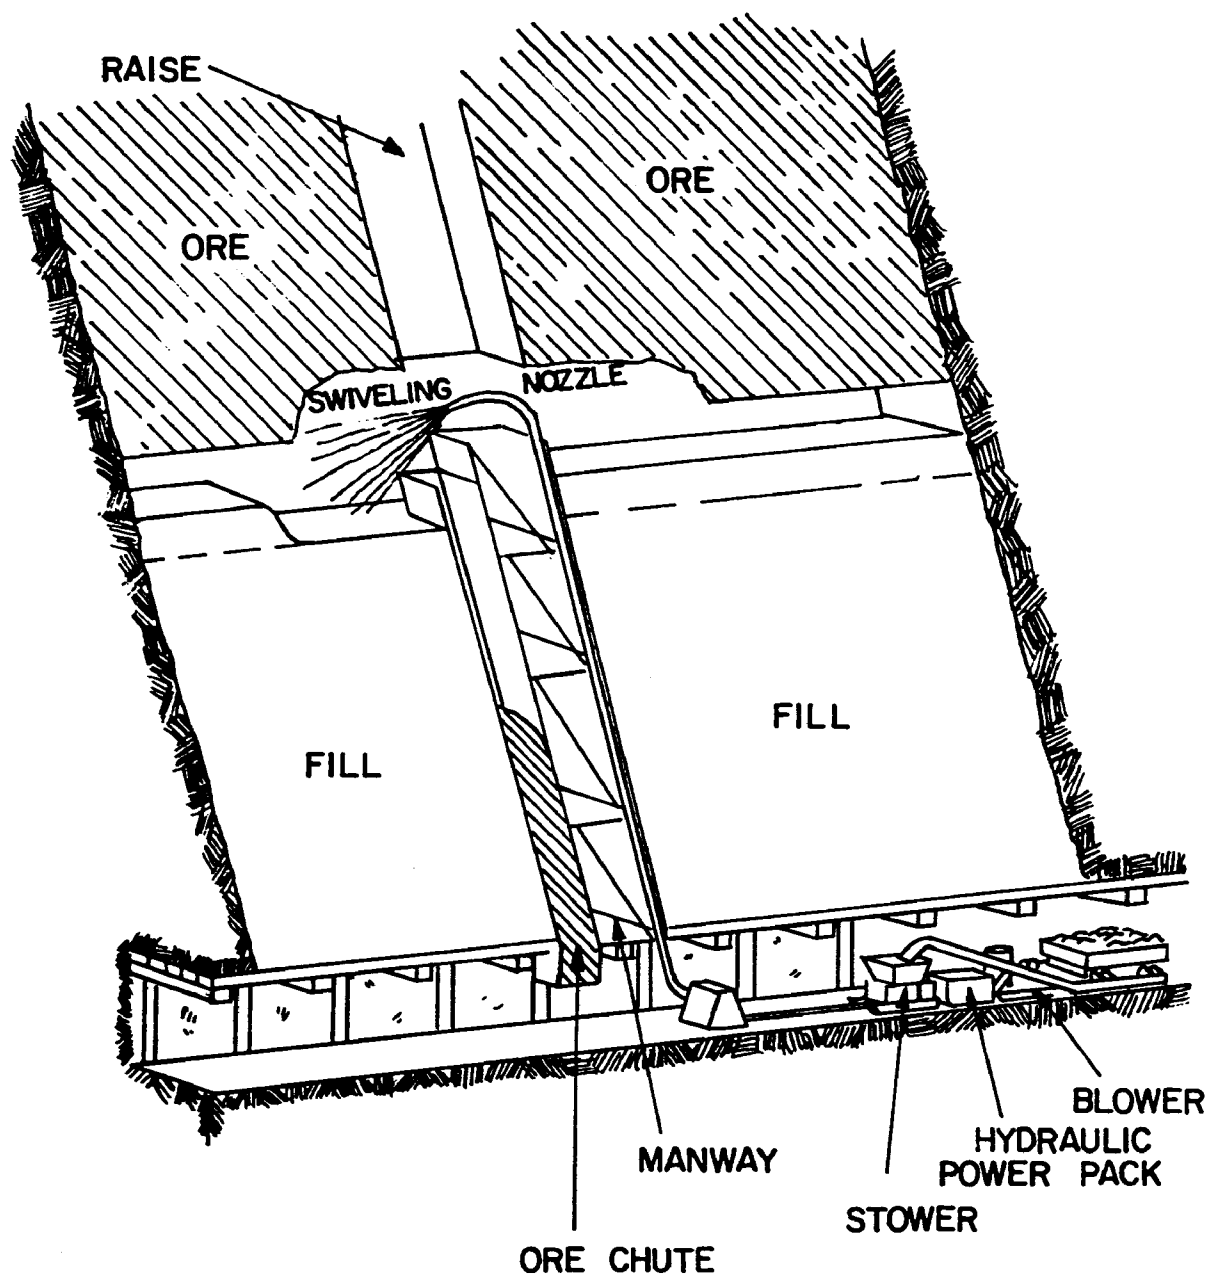 RAISE
ORE
ORE
SWIVELING NOZZLE
FILL
FILL
BLOWER
HYDRAULIC
POWER PACK
MANWAY
STOWER
ORE CHUTE